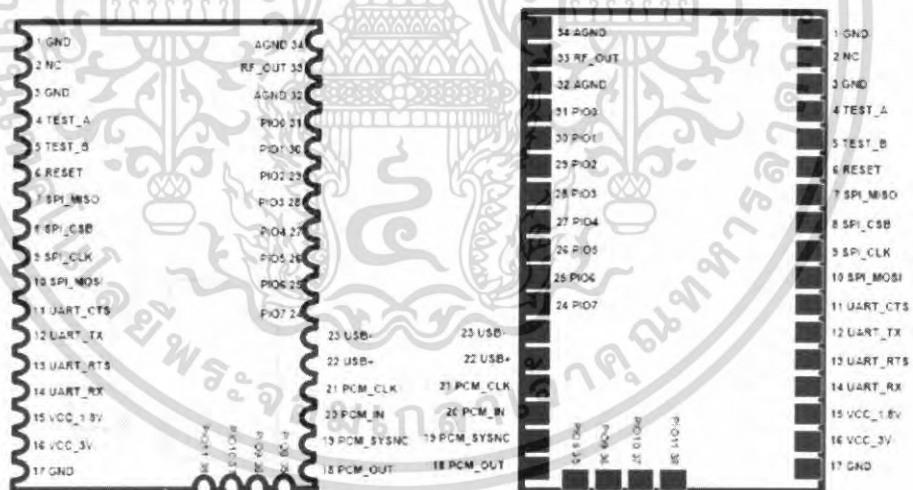 1 GND
2 NC
3 GND
4 TEST_A
5 TEST_B
6 RESET
7 SPI_MISO
8 SPI_CSB
9 SPI_CLK
10 SPI_MOSI
11 UART_CTS
12 UART_TX
13 UART_RTS
14 UART_RX
15 VCC_1.8V
16 VCC_3V
17 GND
AGND 34
RF_OUT 33
AGND 32
PIO0 31
PIO1 30
PIO2 29
PIO3 28
PIO4 27
PIO5 26
PIO6 25
PIO7 24
23 USB-
22 USB+
21 PCM_CLK
20 PCM_IN
19 PCM_SYSNC
18 PCM_OUT
34 AGND
33 RF_OUT
32 AGND
31 PIO0
30 PIO1
29 PIO2
28 PIO3
27 PIO4
26 PIO5
25 PIO6
24 PIO7
23 USB-
22 USB+
21 PCM_CLK
20 PCM_IN
19 PCM_SYSNC
18 PCM_OUT
PIO10 37
PIO11 38
1 GND
2 NC
3 GND
4 TEST_A
5 TEST_B
6 RESET
7 SPI_MISO
8 SPI_CSB
9 SPI_CLK
10 SPI_MOSI
11 UART_CTS
12 UART_TX
13 UART_RTS
14 UART_RX
15 VCC_1.8V
16 VCC_3V
17 GND